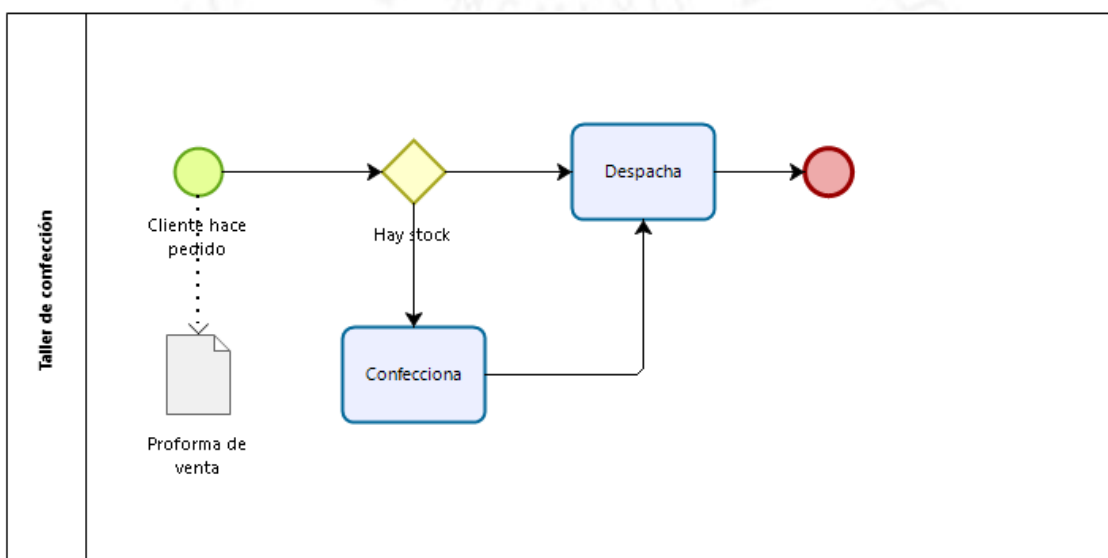 Taller de confección
Cliente hace
pedido
Hay stock
Despacha
Confecciona
Proforma de
venta